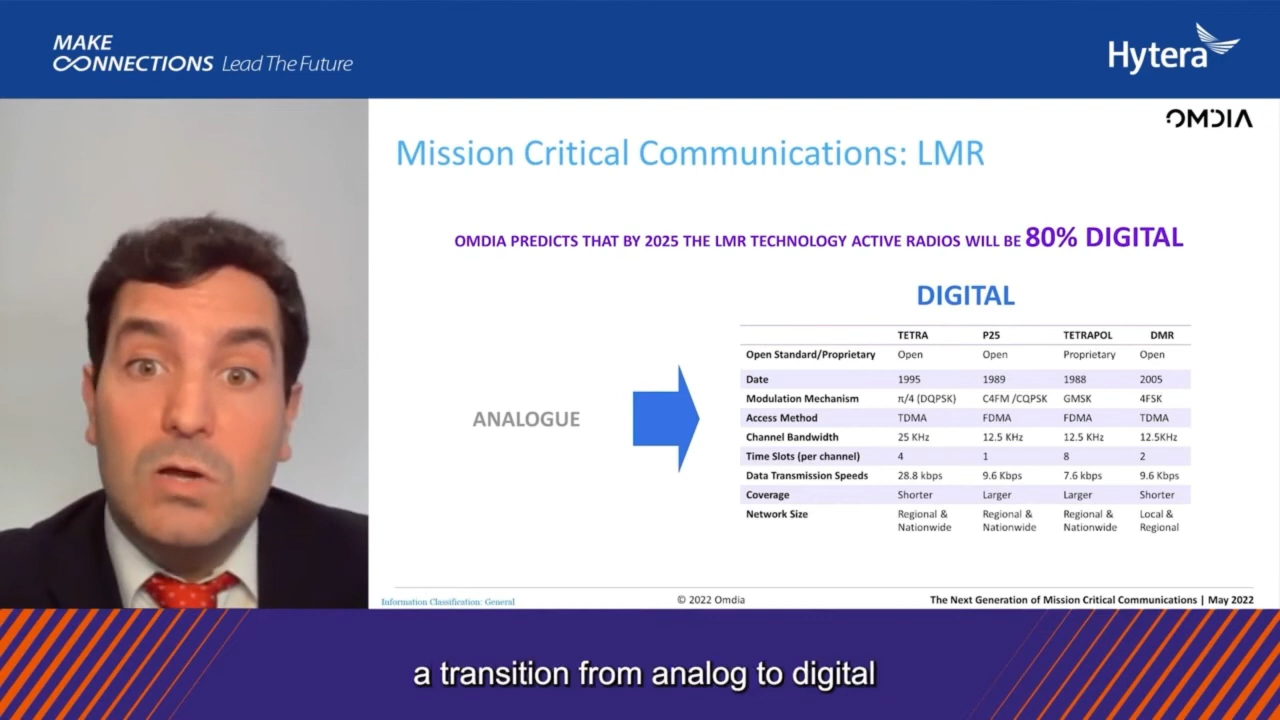 MAKE
CONNECTIONS Lead The Future
Hytera
OMDIA
Mission Critical Communications: LMR
OMDIA PREDICTS THAT BY 2025 THE LMR TECHNOLOGY ACTIVE RADIOS WILL BE 80% DIGITAL
DIGITAL
ANALOGUE
TETRA P25 TETRAPOL DMR
Open Standard/Proprietary Open Open Proprietary Open
Date 1995 1989 1988 2005
Modulation Mechanism π/4 (DQPSK) C4FM /CQPSK GMSK 4FSK
Access Method TDMA FDMA FDMA TDMA
Channel Bandwidth 25 KHz 12.5 KHz 12.5 KHz 12.5KHz
Time Slots (per channel) 4 1 8 2
Data Transmission Speeds 28.8 kbps 9.6 Kbps 7.6 kbps 9.6 Kbps
Coverage Shorter Larger Larger Shorter
Network Size Regional & Regional & Regional & Local &
Nationwide Nationwide Nationwide Regional
Information Classification: General
© 2022 Omdia
The Next Generation of Mission Critical Communications | May 2022
a transition from analog to digital